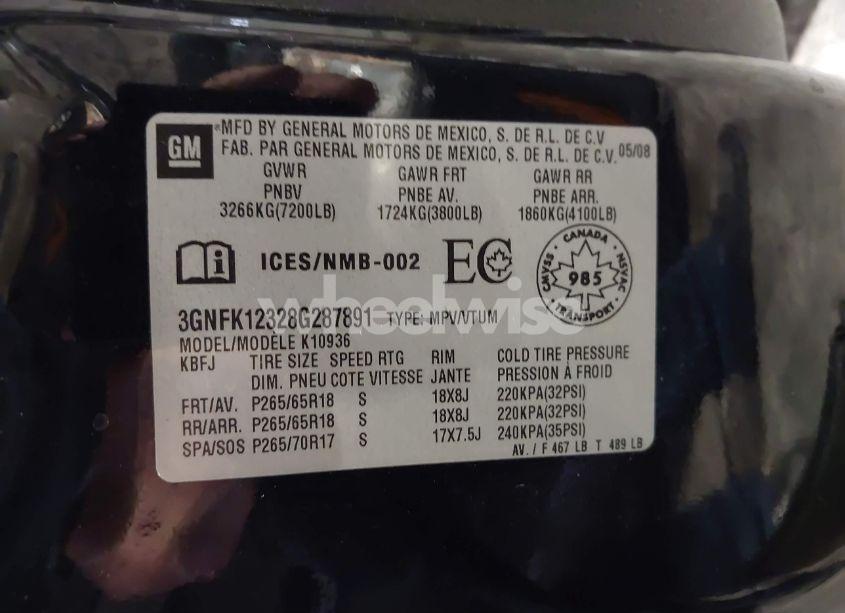 GM
MFD BY GENERAL MOTORS DE MEXICO, S. DE R.L. DE C.V
FAB. PAR GENERAL MOTORS DE MEXICO, S. DE R.L. DE C.V. 05/08
GVWR GAWR FRT GAWR RR
PNBV PNBE AV. PNBE ARR.
3266KG(7200LB) 1724KG(3800LB) 1860KG(4100LB)
i ICES/NMB-002 EC
CANADA
CMVSS 985 NSVAC
TRANSPORT
wheelwise
3GNFK12328G287891 TYPE: MPV/VTUM
MODEL/MODÈLE K10936
KBFJ TIRE SIZE SPEED RTG RIM COLD TIRE PRESSURE
DIM. PNEU COTE VITESSE JANTE PRESSION À FROID
FRT/AV. P265/65R18 S 18X8J 220KPA(32PSI)
RR/ARR. P265/65R18 S 18X8J 220KPA(32PSI)
SPA/SOS P265/70R17 S 17X7.5J 240KPA(35PSI)
AV. / F 467 LB T 489 LB